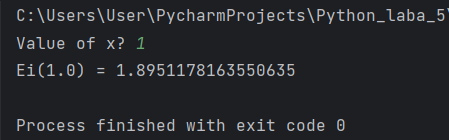 C:\Users\User\PycharmProjects\Python_laba_5\
Value of x? 1
Ei(1.0) = 1.8951178163550635
Process finished with exit code 0